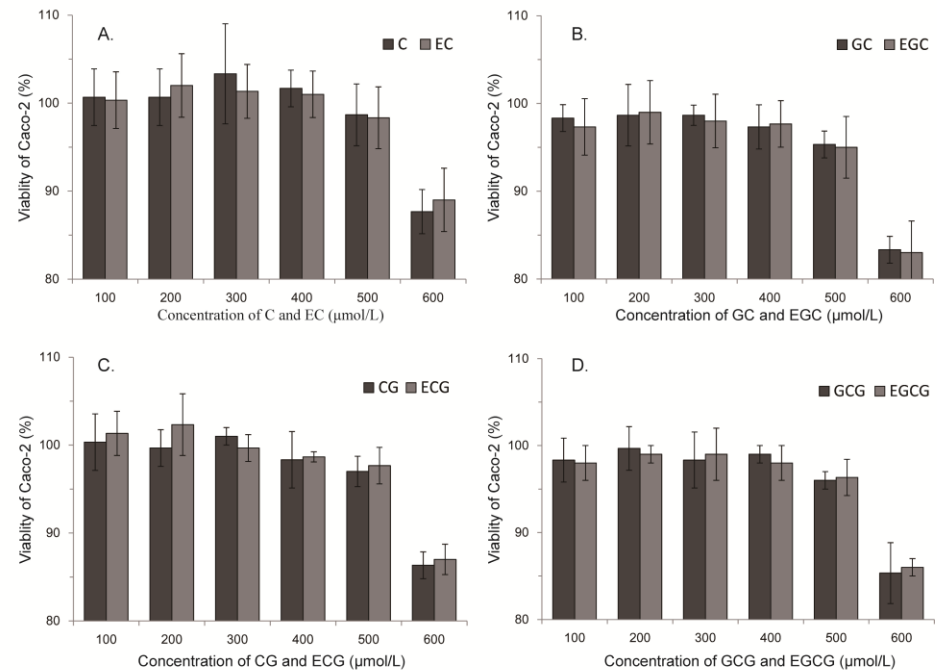 A.
C EC
Viablity of Caco-2 (%)
110
100
90
80
100 200 300 400 500 600
Concentration of C and EC (μmol/L)
B.
GC EGC
Viablity of Caco-2 (%)
110
100
90
80
100 200 300 400 500 600
Concentration of GC and EGC (μmol/L)
C.
CG ECG
Viablity of Caco-2 (%)
110
100
90
80
100 200 300 400 500 600
Concentration of CG and ECG (μmol/L)
D.
GCG EGCG
Viablity of Caco-2 (%)
110
100
90
80
100 200 300 400 500 600
Concentration of GCG and EGCG (μmol/L)